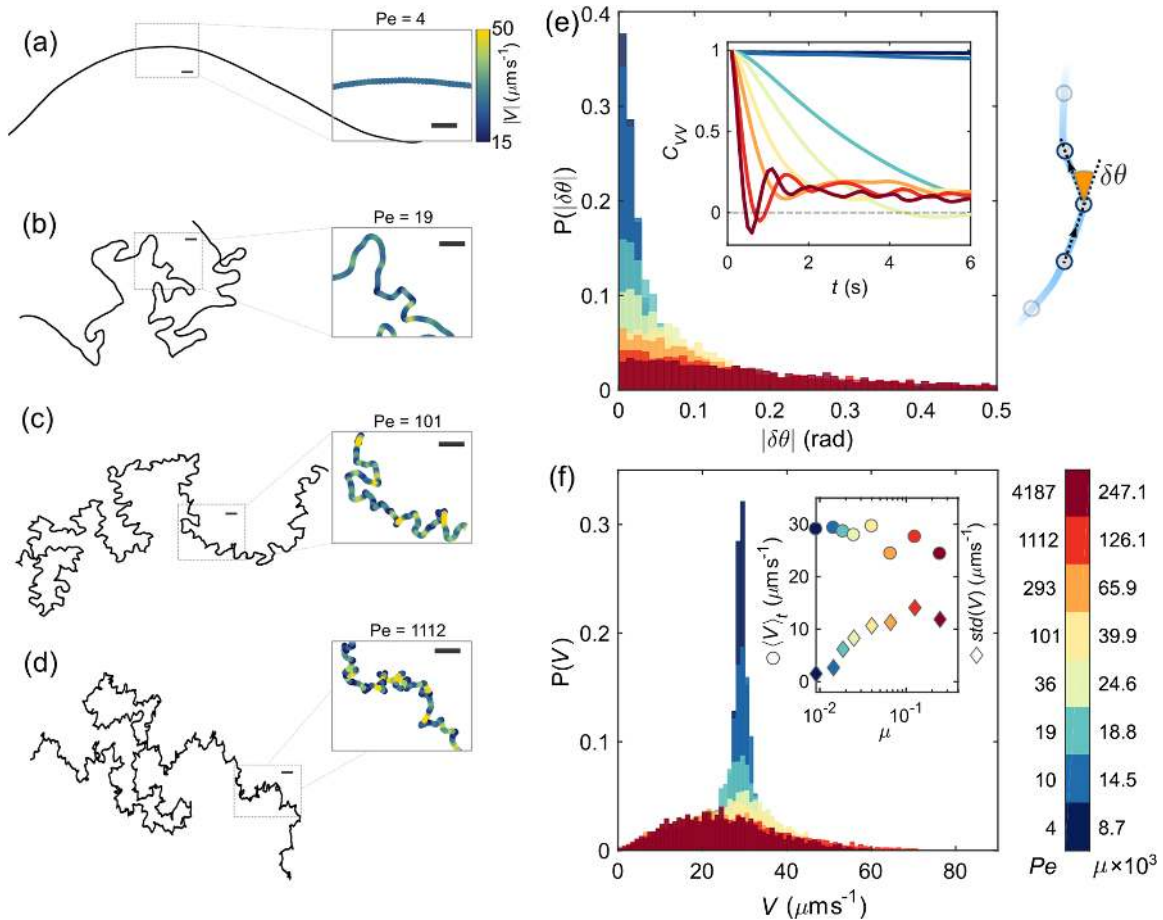 (a)
Pe = 4
50
|V| (μms⁻¹)
15
(b)
Pe = 19
(c)
Pe = 101
(d)
Pe = 1112
(e)
0.4
0.3
0.2
0.1
0
P(|δθ|)
0
0.1
0.2
0.3
0.4
0.5
|δθ| (rad)
1
0.5
0
C_VV
0
2
4
6
t (s)
δθ
(f)
0.3
0.2
0.1
0
P(V)
0
20
40
60
80
V (μms⁻¹)
30
20
10
0
⟨V⟩_t (μms⁻¹)
std(V) (μms⁻¹)
10⁻²
10⁻¹
μ
4187 247.1
1112 126.1
293 65.9
101 39.9
36 24.6
19 18.8
10 14.5
4 8.7
Pe μ×10³